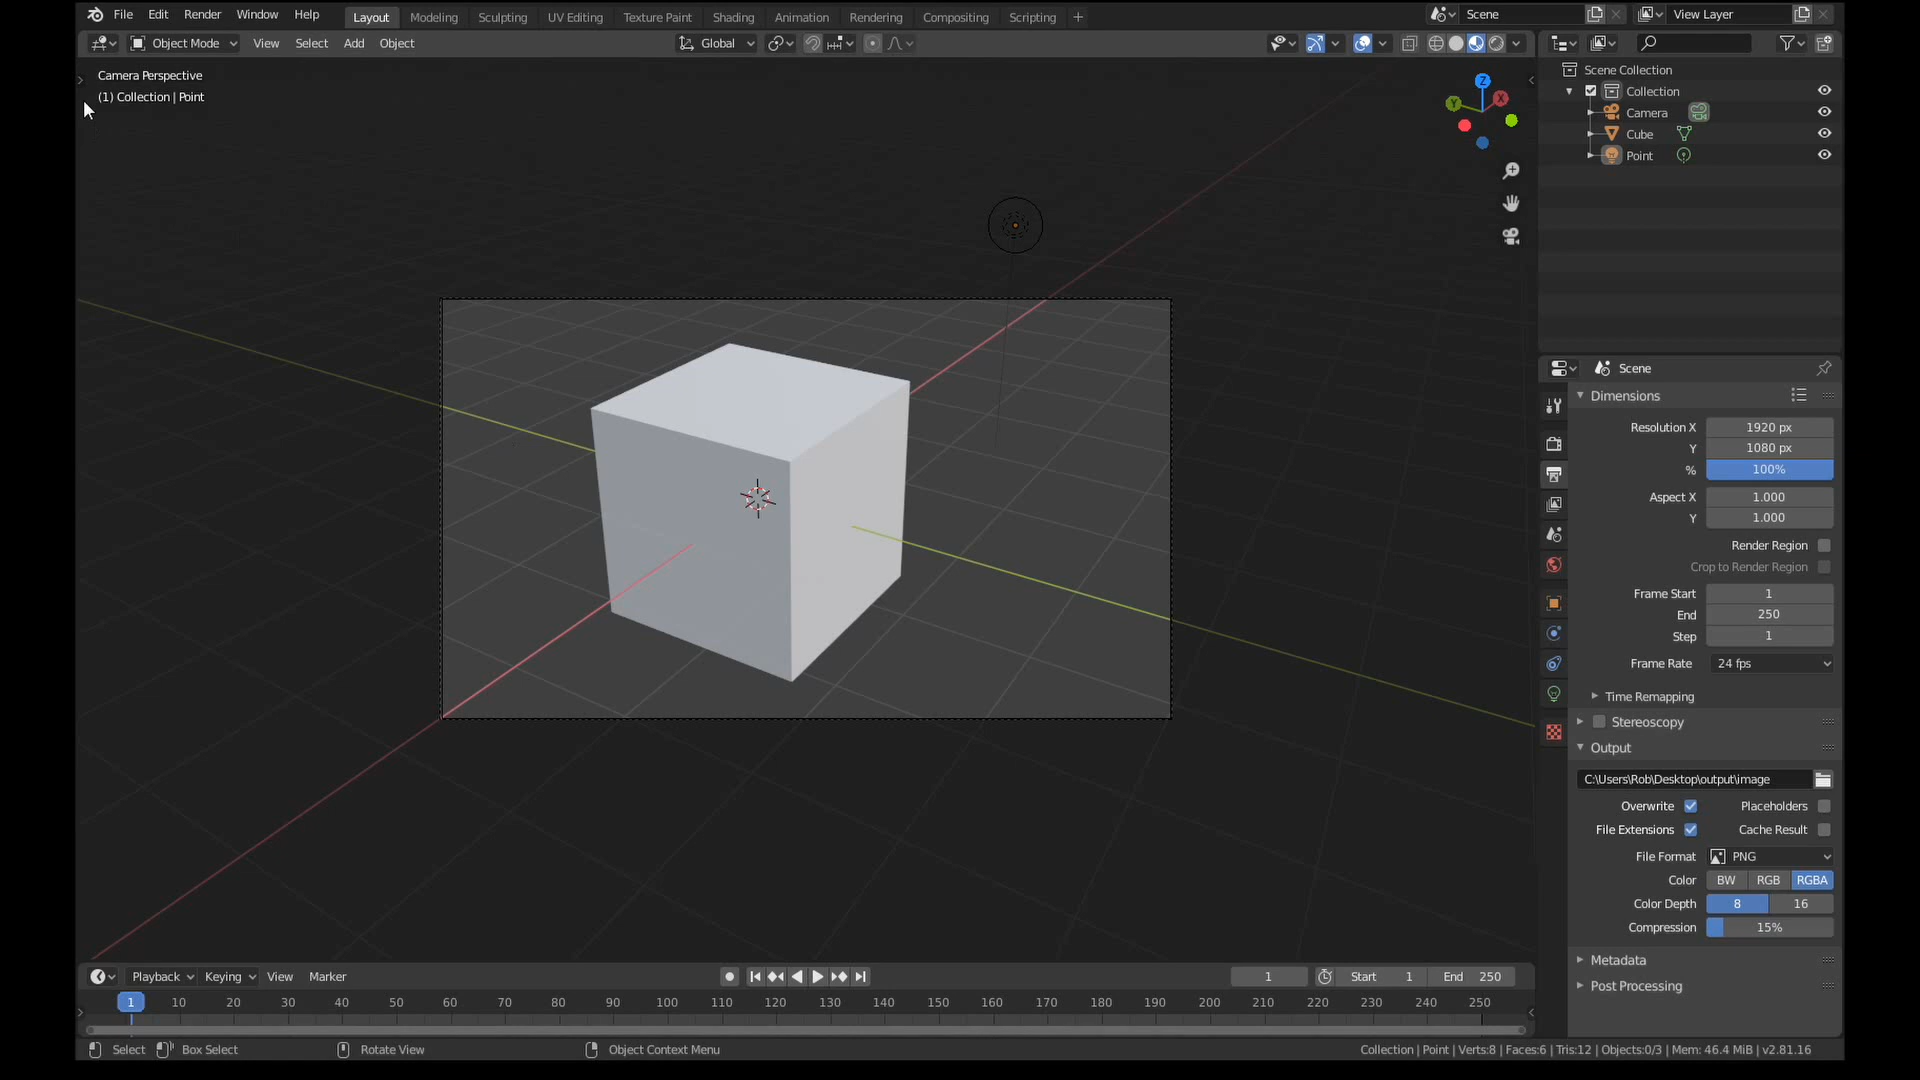 File Edit Render Window Help
Layout Modeling Sculpting UV Editing Texture Paint Shading Animation Rendering Compositing Scripting +
Scene
View Layer
Object Mode View Select Add Object
Global
Camera Perspective
(1) Collection | Point
Z
Y
X
Scene Collection
Collection
Camera
Cube
Point
Scene
Dimensions
Resolution X 1920 px
Y 1080 px
% 100%
Aspect X 1.000
Y 1.000
Render Region
Crop to Render Region
Frame Start 1
End 250
Step 1
Frame Rate 24 fps
Time Remapping
Stereoscopy
Output
C:\Users\Rob\Desktop\output\image
Overwrite Placeholders
File Extensions Cache Result
File Format PNG
Color BW RGB RGBA
Color Depth 8 16
Compression 15%
Metadata
Post Processing
Playback Keying View Marker
1 Start 1 End 250
1 10 20 30 40 50 60 70 80 90 100 110 120 130 140 150 160 170 180 190 200 210 220 230 240 250
Select Box Select Rotate View Object Context Menu
Collection | Point | Verts:8 | Faces:6 | Tris:12 | Objects:0/3 | Mem: 46.4 MiB | v2.81.16